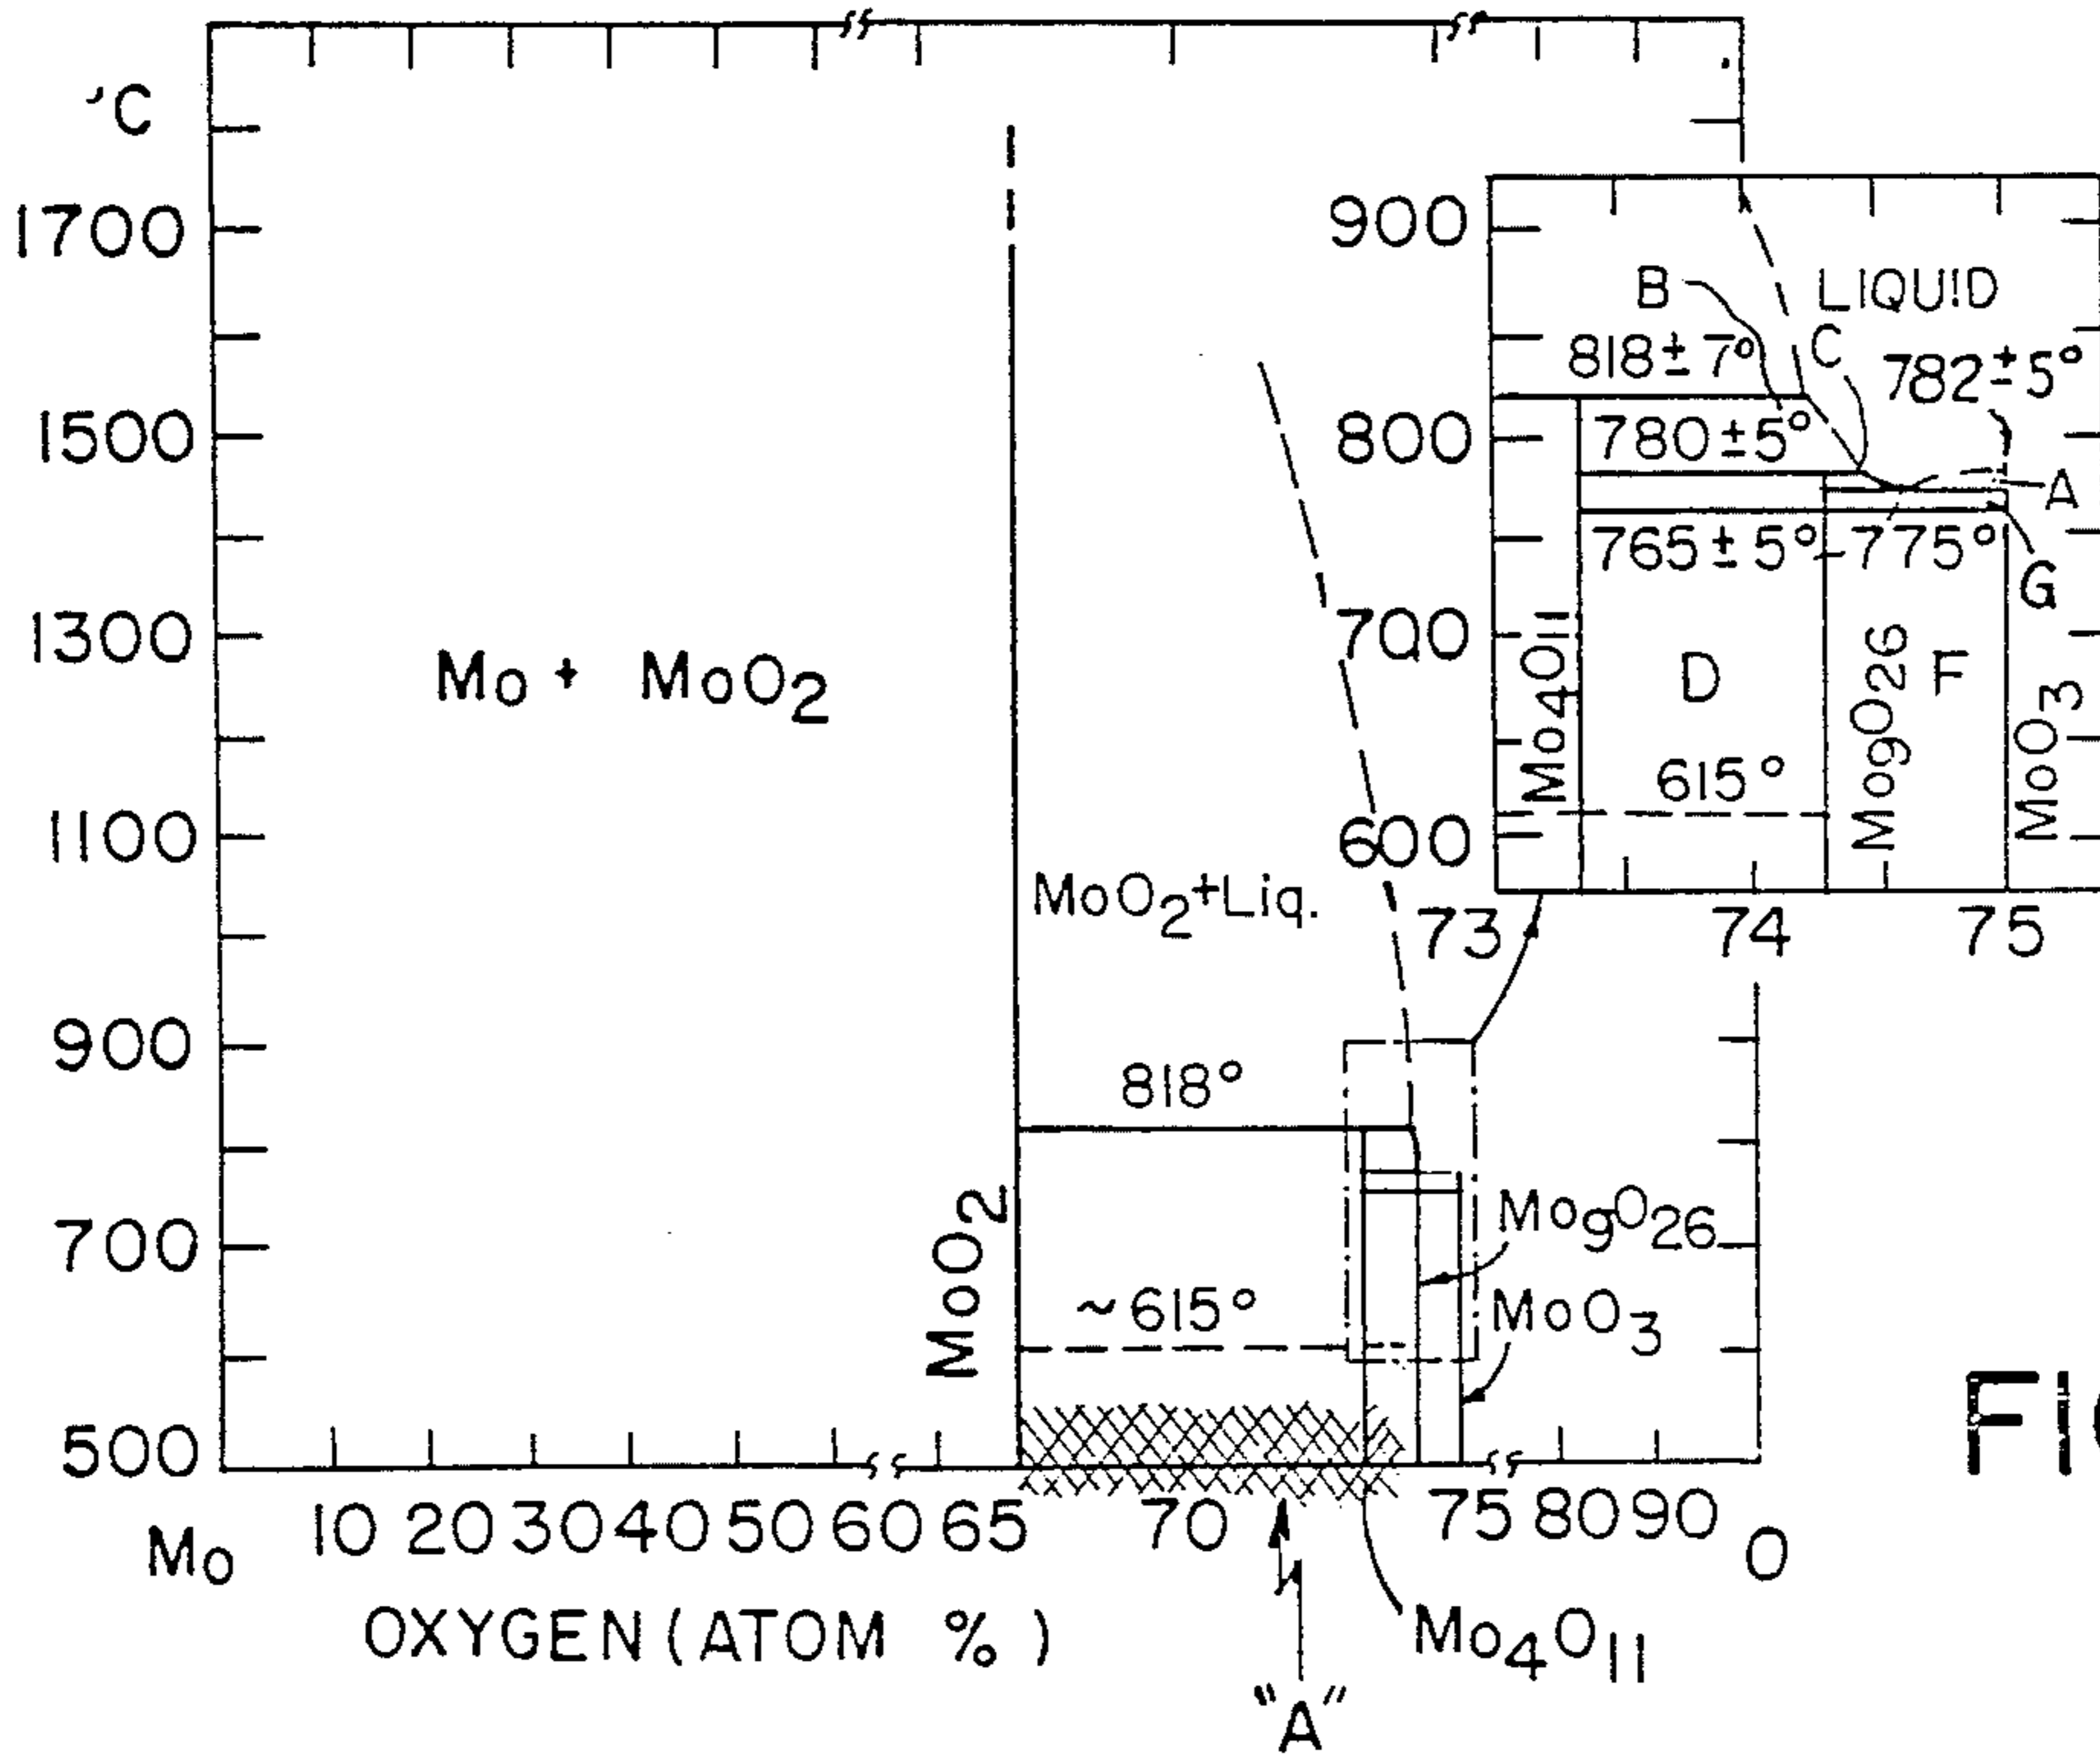 °C
1700
1500
1300
1100
900
700
500
Mo + MoO2
MoO2+Liq.
818°
MoO2
~615°
Mo9O26
MoO3
10 20 30 40 50 60 65 70 75 80 90
Mo
O
OXYGEN (ATOM %)
Mo4O11
"A"
900
800
700
600
B
LIQUID
818±7°
C
782±5°
780±5°
A
765±5°
775°
G
Mo4O11
D
Mo9O26
F
MoO3
615°
73 74 75